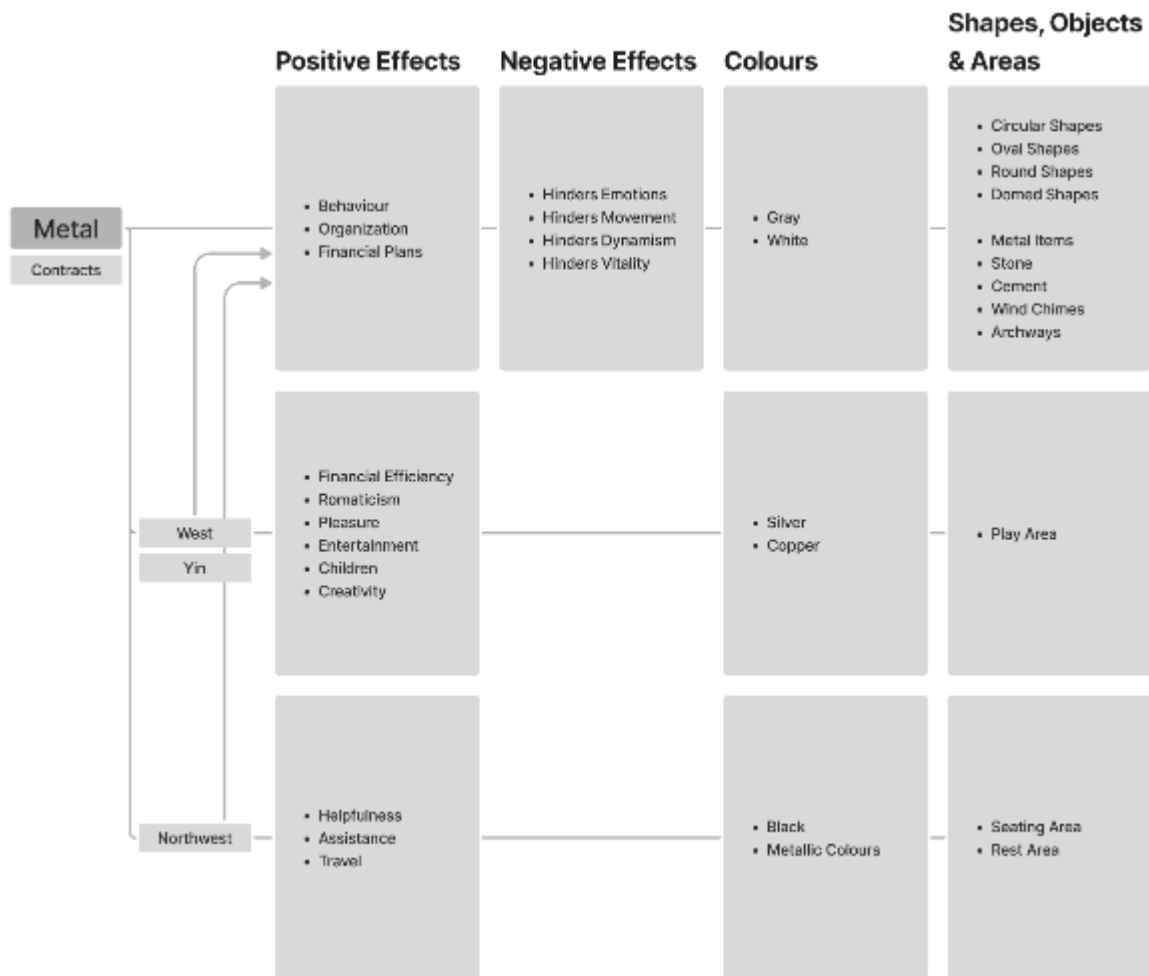 Positive Effects
Negative Effects
Colours
Shapes, Objects
& Areas
Metal
Contracts
• Behaviour
• Organization
• Financial Plans
• Hinders Emotions
• Hinders Movement
• Hinders Dynamism
• Hinders Vitality
• Gray
• White
• Circular Shapes
• Oval Shapes
• Round Shapes
• Domed Shapes
• Metal Items
• Stone
• Cement
• Wind Chimes
• Archways
West
Yin
• Financial Efficiency
• Romaticism
• Pleasure
• Entertainment
• Children
• Creativity
• Silver
• Copper
• Play Area
Northwest
• Helpfulness
• Assistance
• Travel
• Black
• Metallic Colours
• Seating Area
• Rest Area